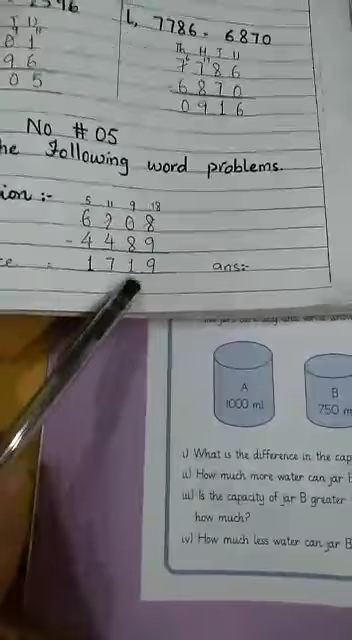 T U
0 1
9 6
0 5
L, 7786 - 6870
Th H T U
7 7 8 6
- 6 8 7 0
0 9 1 6
No # 05
he Following word problems.
ion :-
5 11 9 18
6 2 0 8
- 4 4 8 9
1 7 1 9 ans:-
A
1000 ml
B
750 m
i) What is the difference in the cap
ii) How much more water can jar B
iii) Is the capacity of jar B greater
how much?
iv) How much less water can jar B